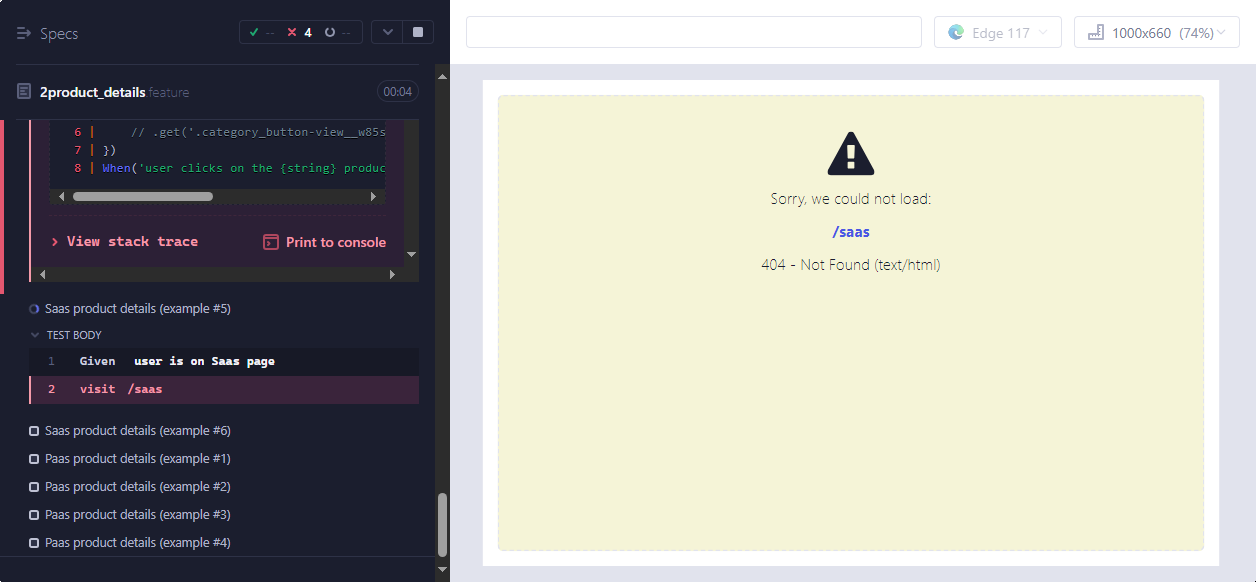 Specs
-- 4 --
2product_details.feature
00:04
6 | // .get('.category_button-view__w85s
7 | })
8 | When('user clicks on the {string} produc
> View stack trace
Print to console
Saas product details (example #5)
TEST BODY
1 Given user is on Saas page
2 visit /saas
Saas product details (example #6)
Paas product details (example #1)
Paas product details (example #2)
Paas product details (example #3)
Paas product details (example #4)
Edge 117
1000x660 (74%)
Sorry, we could not load:
/saas
404 - Not Found (text/html)